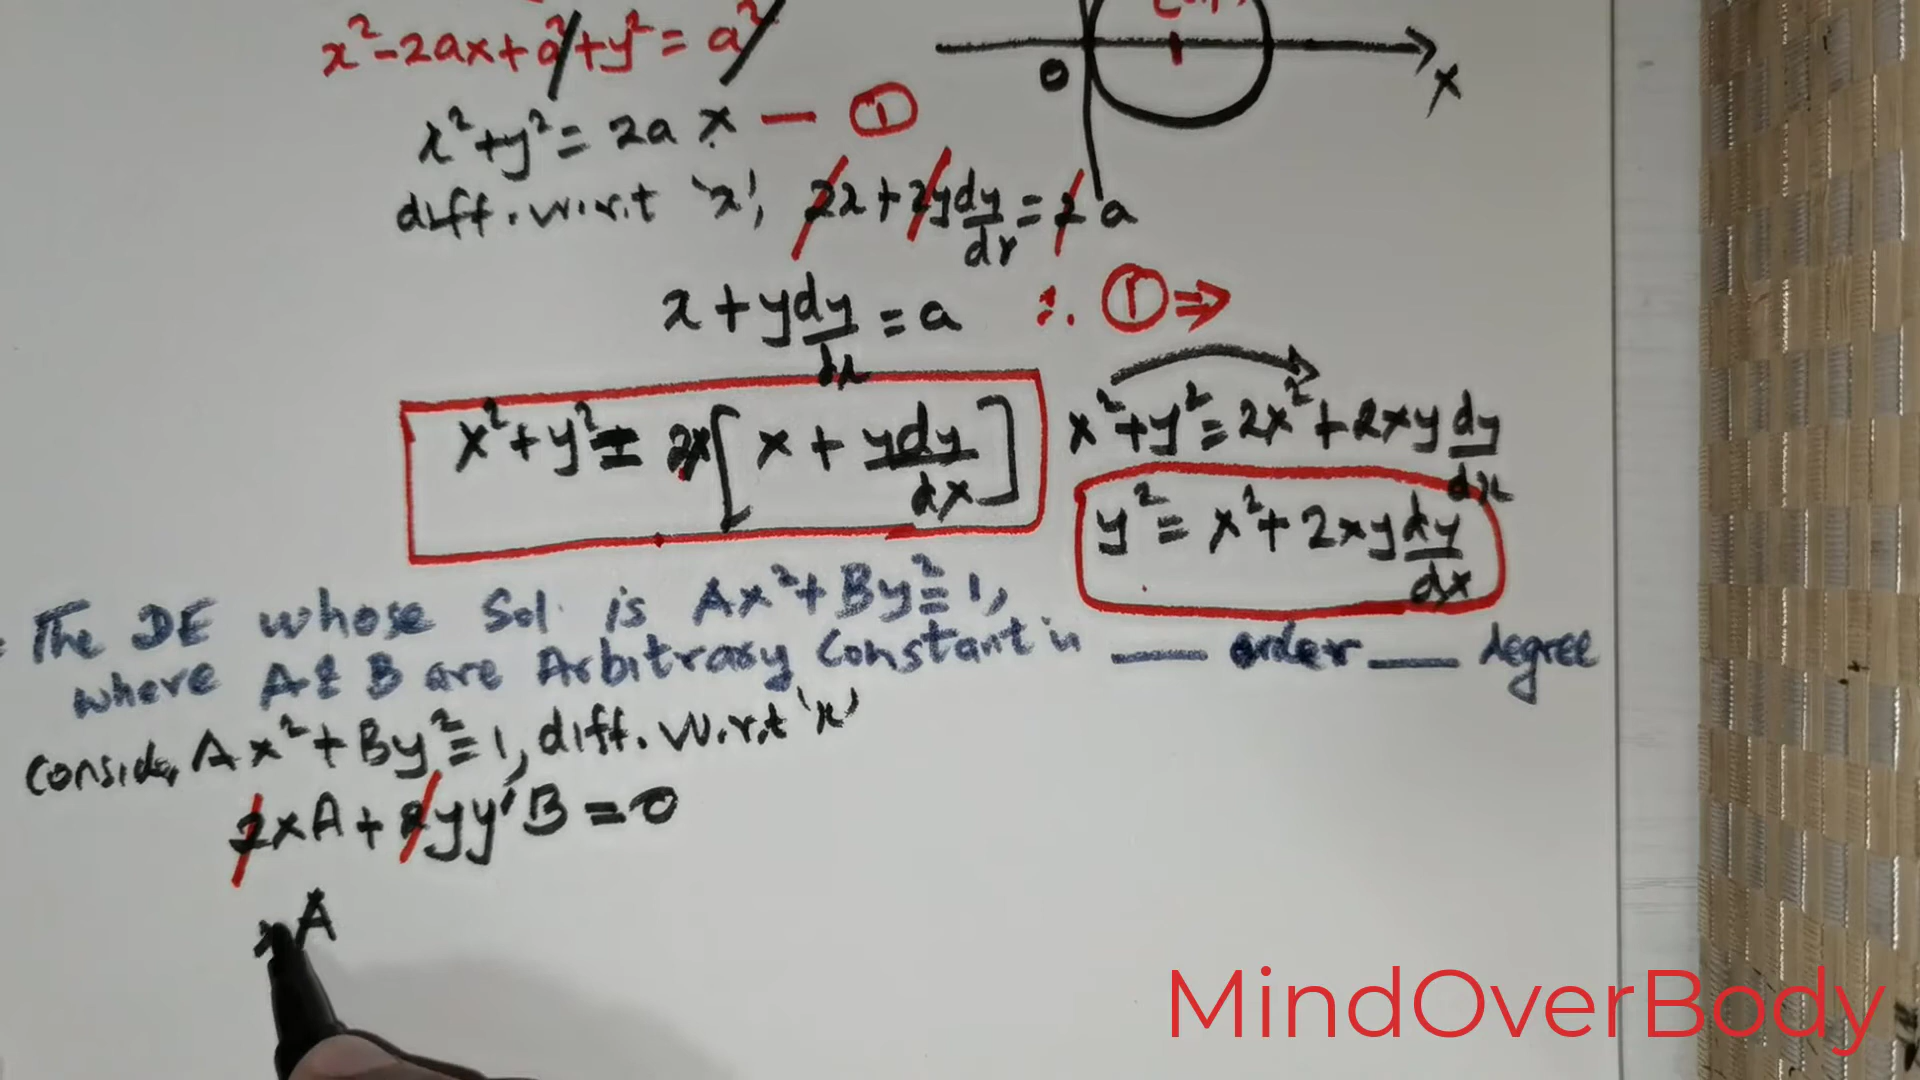 x²-2ax+a²+y²= a²
0
X
x²+y²= 2a x — ①
diff. w.r.t 'x', 2x+2y dy/dx = 2 a
x + y dy/dx = a ∴ ① ⇒
x²+y²= 2x[x + y dy/dx]
x²+y²=2x²+2xy dy/dx
y²= x²+2xy dy/dx
The DE whose Sol. is Ax²+By²=1,
where A & B are Arbitrary Constant is ___ order ___ degree
Ax²+By²=1, diff. w.r.t 'x'
2xA+2yy'B=0
xA
MindOverBody